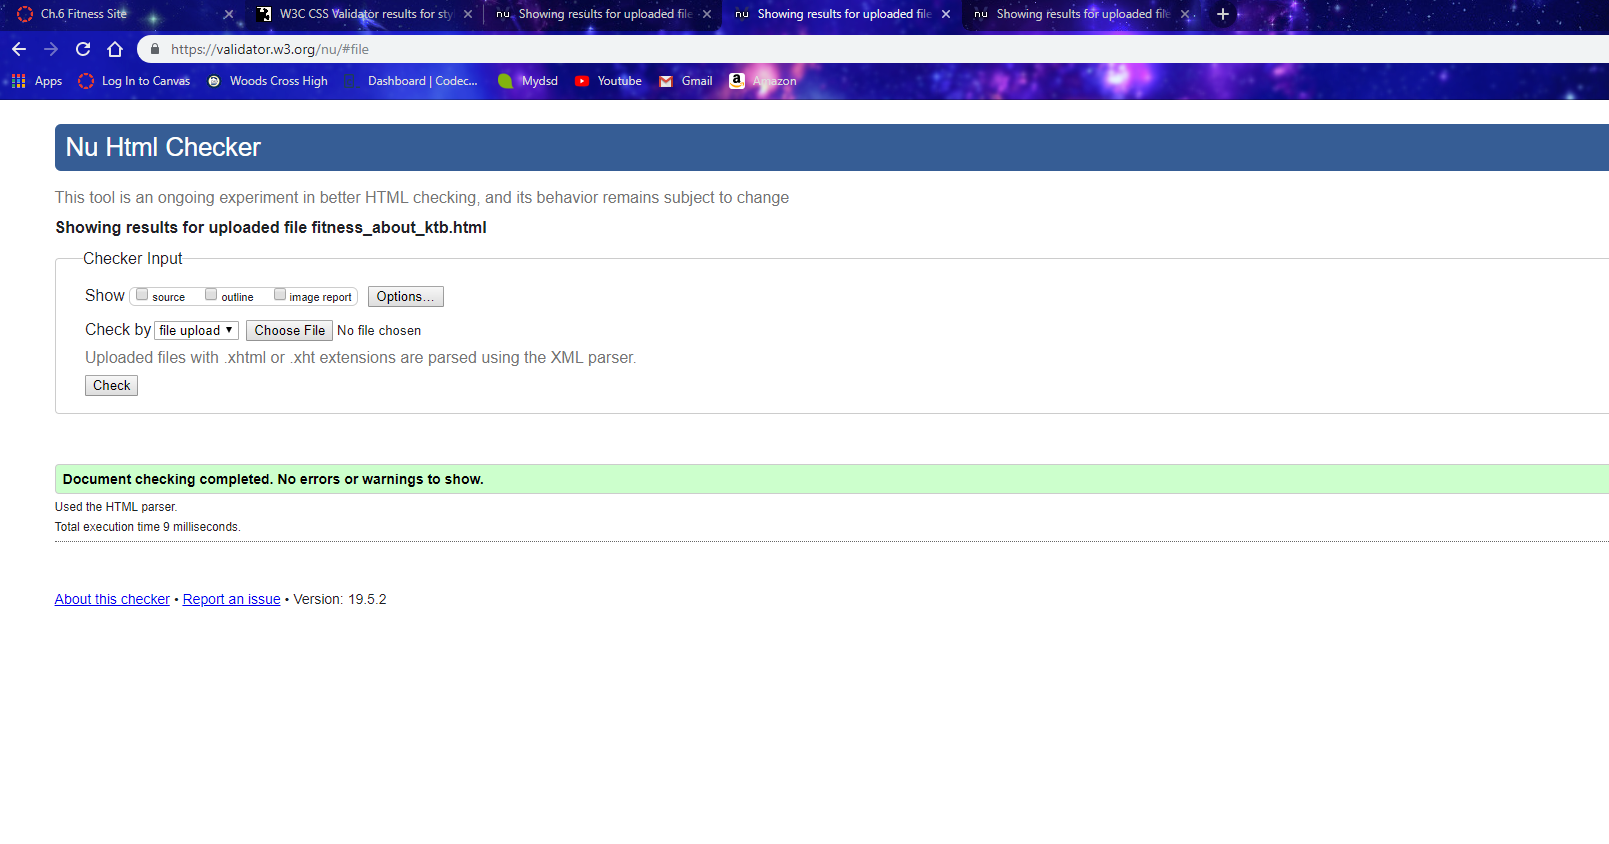 Ch.6 Fitness Site W3C CSS Validator results for sty Showing results for uploaded file Showing results for uploaded file Showing results for uploaded file
https://validator.w3.org/nu/#file
Apps Log In to Canvas Woods Cross High Dashboard | Codec... Mydsd Youtube Gmail Amazon
Nu Html Checker
This tool is an ongoing experiment in better HTML checking, and its behavior remains subject to change
Showing results for uploaded file fitness_about_ktb.html
Checker Input
Show source outline image report Options...
Check by file upload Choose File No file chosen
Uploaded files with .xhtml or .xht extensions are parsed using the XML parser.
Check
Document checking completed. No errors or warnings to show.
Used the HTML parser.
Total execution time 9 milliseconds.
About this checker • Report an issue • Version: 19.5.2